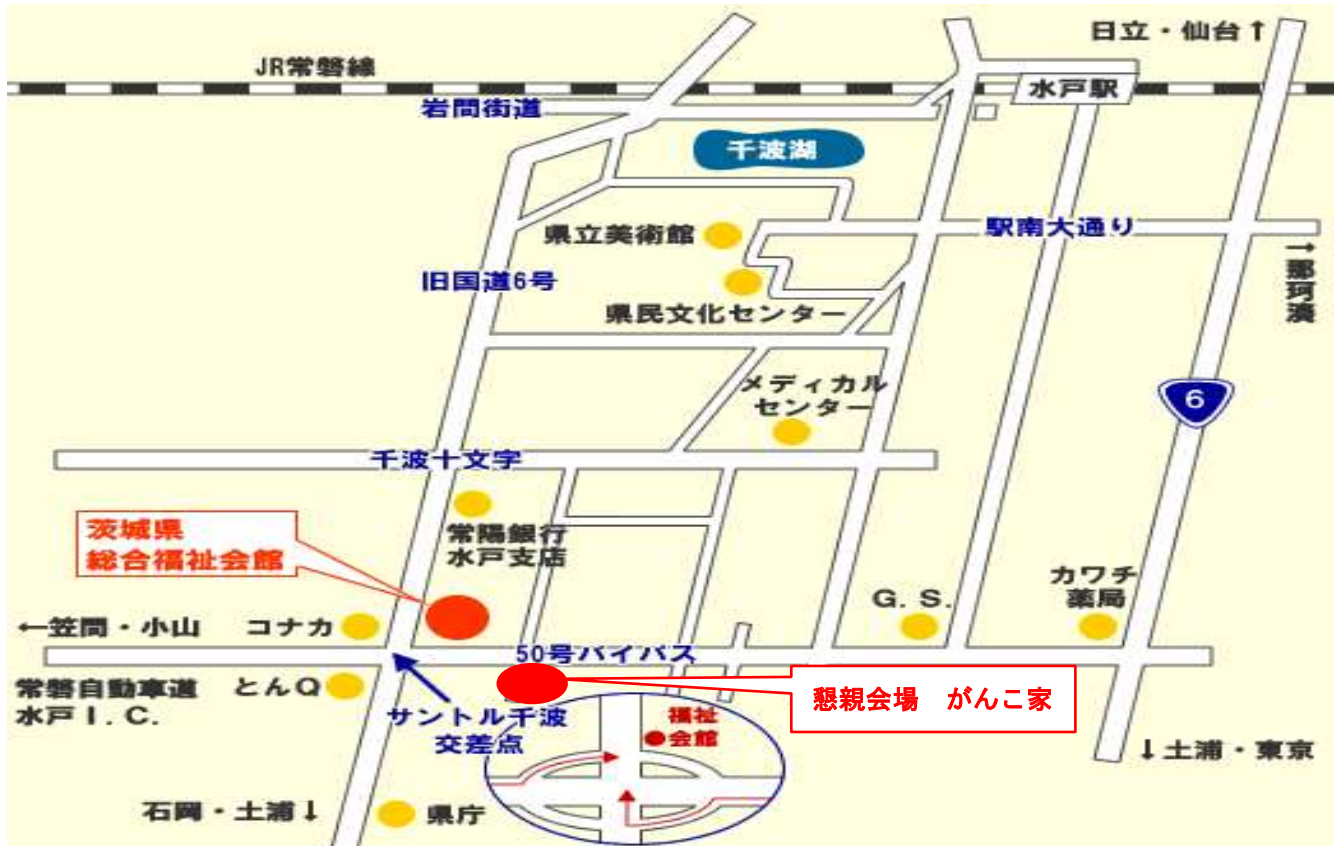 日立・仙台↑
JR常磐線
水戸駅
岩間街道
千波湖
県立美術館
駅南大通り
↑
那珂湊
旧国道6号
県民文化センター
メディカル
センター
6
千波十文字
茨城県
総合福祉会館
常陽銀行
水戸支店
カワチ
薬局
G.S.
←笠間・小山
コナカ
50号バイパス
常磐自動車道
水戸I.C.
とんQ
懇親会場 がんこ家
サントル千波
交差点
福祉
会館
↓土浦・東京
石岡・土浦↓
県庁